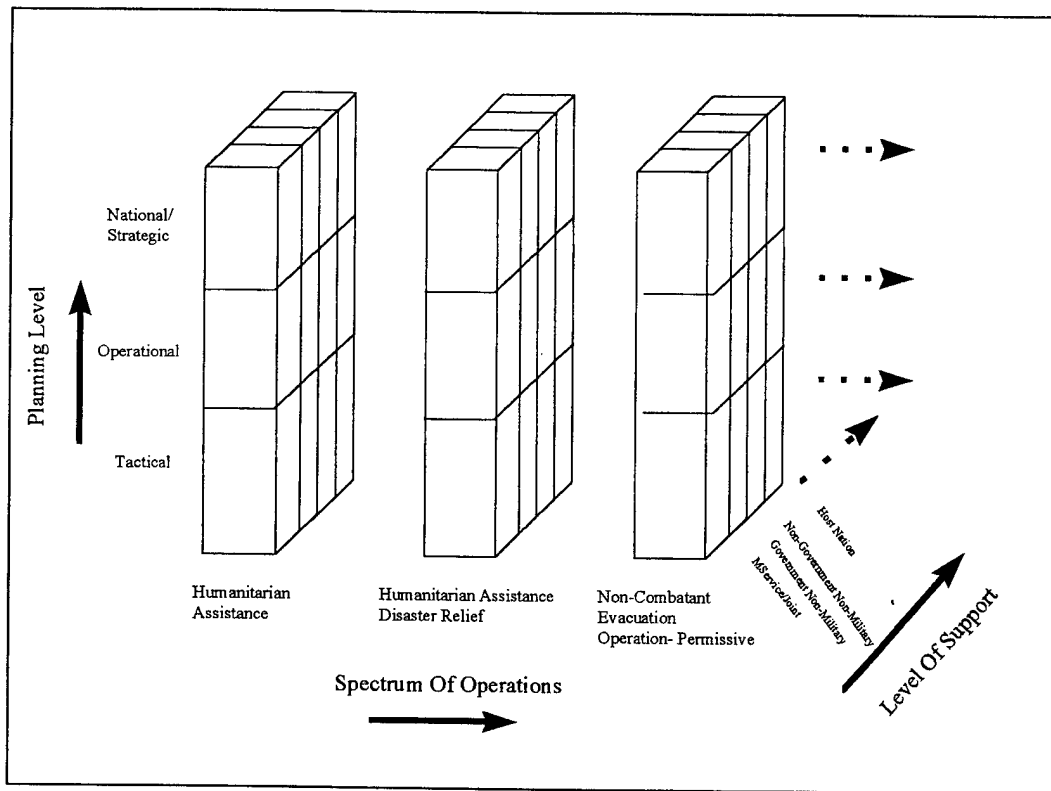 National/
Strategic
Planning Level
Operational
Tactical
Humanitarian
Assistance
Humanitarian Assistance
Disaster Relief
Non-Combatant
Evacuation
Operation- Permissive
Host Nation
Non-Government Non-Military
Government Non-Military
MService/Joint
Level Of Support
Spectrum Of Operations